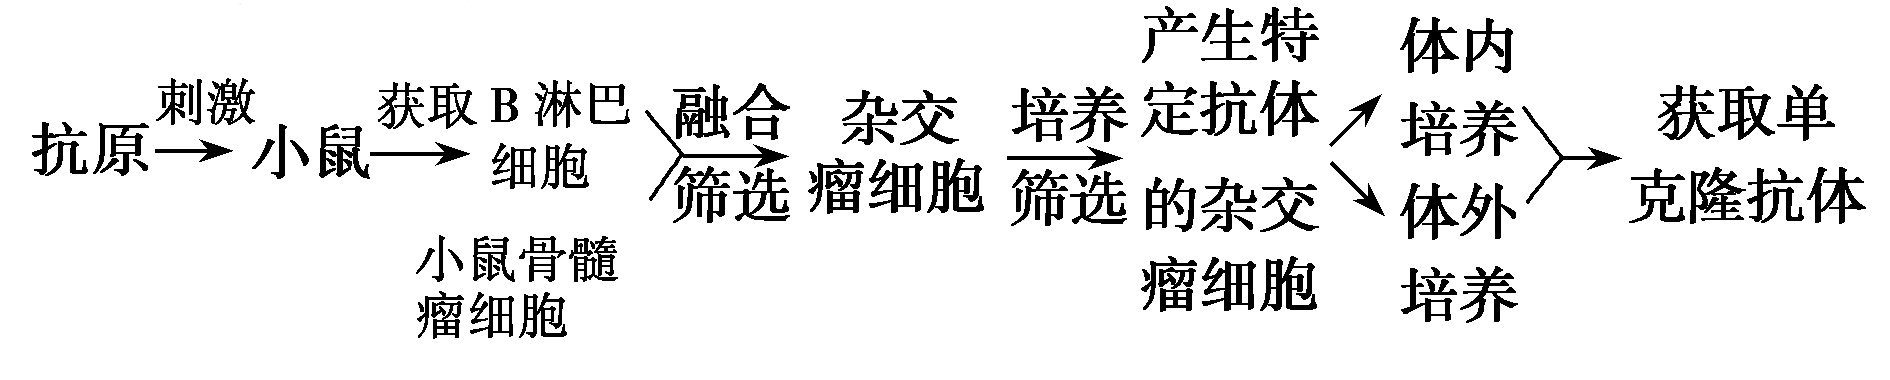 抗原
刺激
小鼠
获取
B 淋巴
细胞
小鼠骨髓
瘤细胞
融合
筛选
杂交
瘤细胞
培养
筛选
产生特
定抗体
的杂交
瘤细胞
体内
培养
体外
培养
获取单
克隆抗体